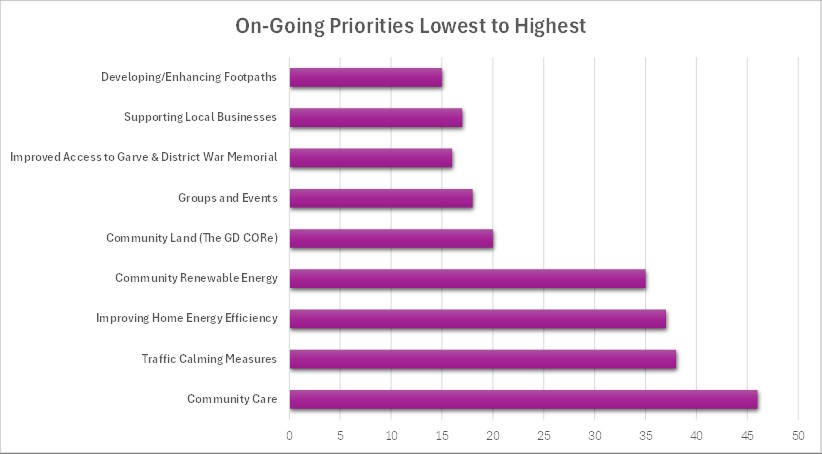 On-Going Priorities Lowest to Highest
Developing/Enhancing Footpaths
Supporting Local Businesses
Improved Access to Garve & District War Memorial
Groups and Events
Community Land (The GD CORe)
Community Renewable Energy
Improving Home Energy Efficiency
Traffic Calming Measures
Community Care
0 5 10 15 20 25 30 35 40 45 50